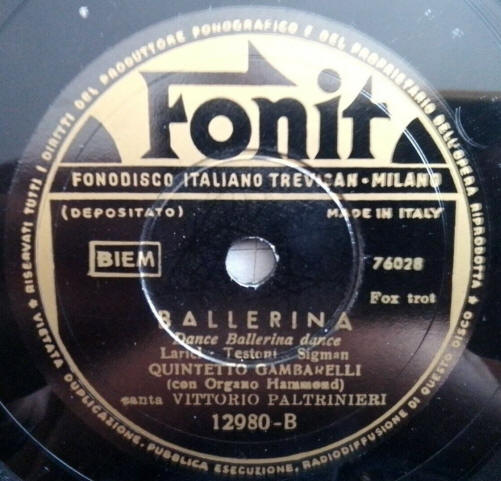 ★ RISERVATI TUTTI I DIRITTI DEL PRODUTTORE FONOGRAFICO E DEL PROPRIETARIO DELL'OPERA RIPRODOTTA ★
Fonit
FONODISCO ITALIANO TREVISAN • MILANO
(DEPOSITATO)
MADE IN ITALY
BIEM
76028
Fox trot
BALLERINA
Dance Ballerina dance
Larici - Testoni - Sigman
QUINTETTO GAMBARELLI
(con Organo Hammond)
canta VITTORIO PALTRINIERI
12980-B
VIETATA DUPLICAZIONE, PUBBLICA ESECUZIONE, RADIODIFFUSIONE DI QUESTO DISCO